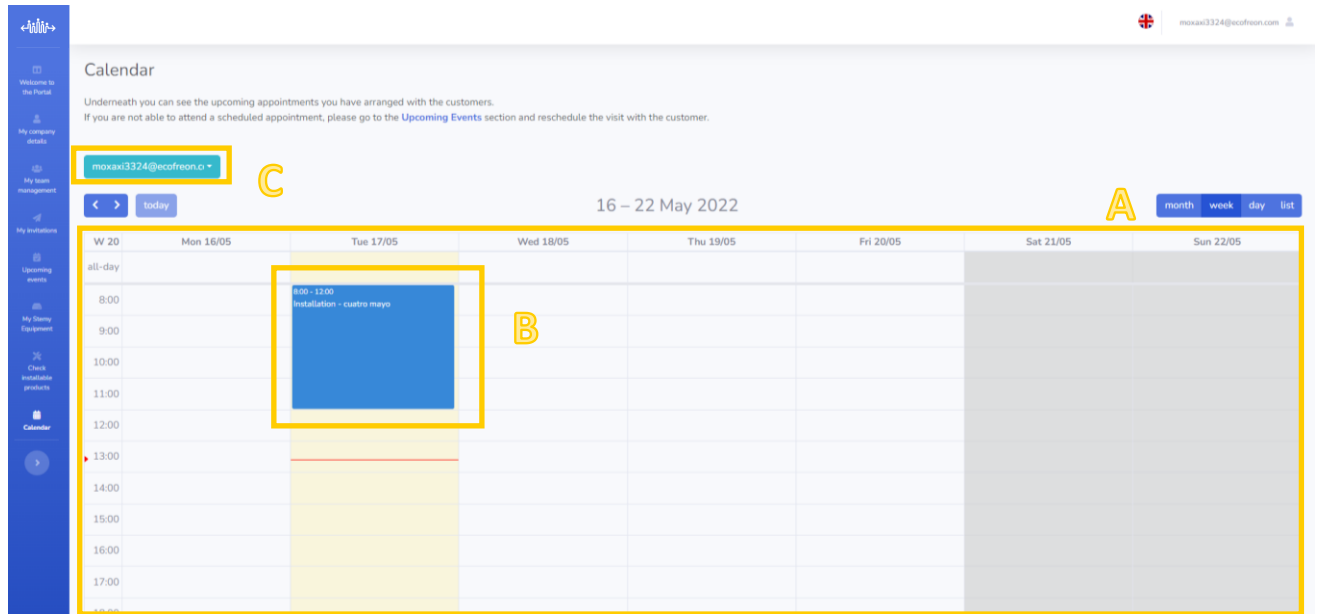 moxaxi3324@ecofreon.com
Welcome to
the Portal
My company
details
My team
management
My invitations
Upcoming
events
My Stemy
Equipment
Check
installable
products
Calendar
Calendar
Underneath you can see the upcoming appointments you have arranged with the customers.
If you are not able to attend a scheduled appointment, please go to the Upcoming Events section and reschedule the visit with the customer.
moxaxi3324@ecofreon.c
C
today
16 – 22 May 2022
A
month week day list
W 20 Mon 16/05 Tue 17/05 Wed 18/05 Thu 19/05 Fri 20/05 Sat 21/05 Sun 22/05
all-day
8:00
8:00 - 12:00
Installation - cuatro mayo
B
9:00
10:00
11:00
12:00
13:00
14:00
15:00
16:00
17:00